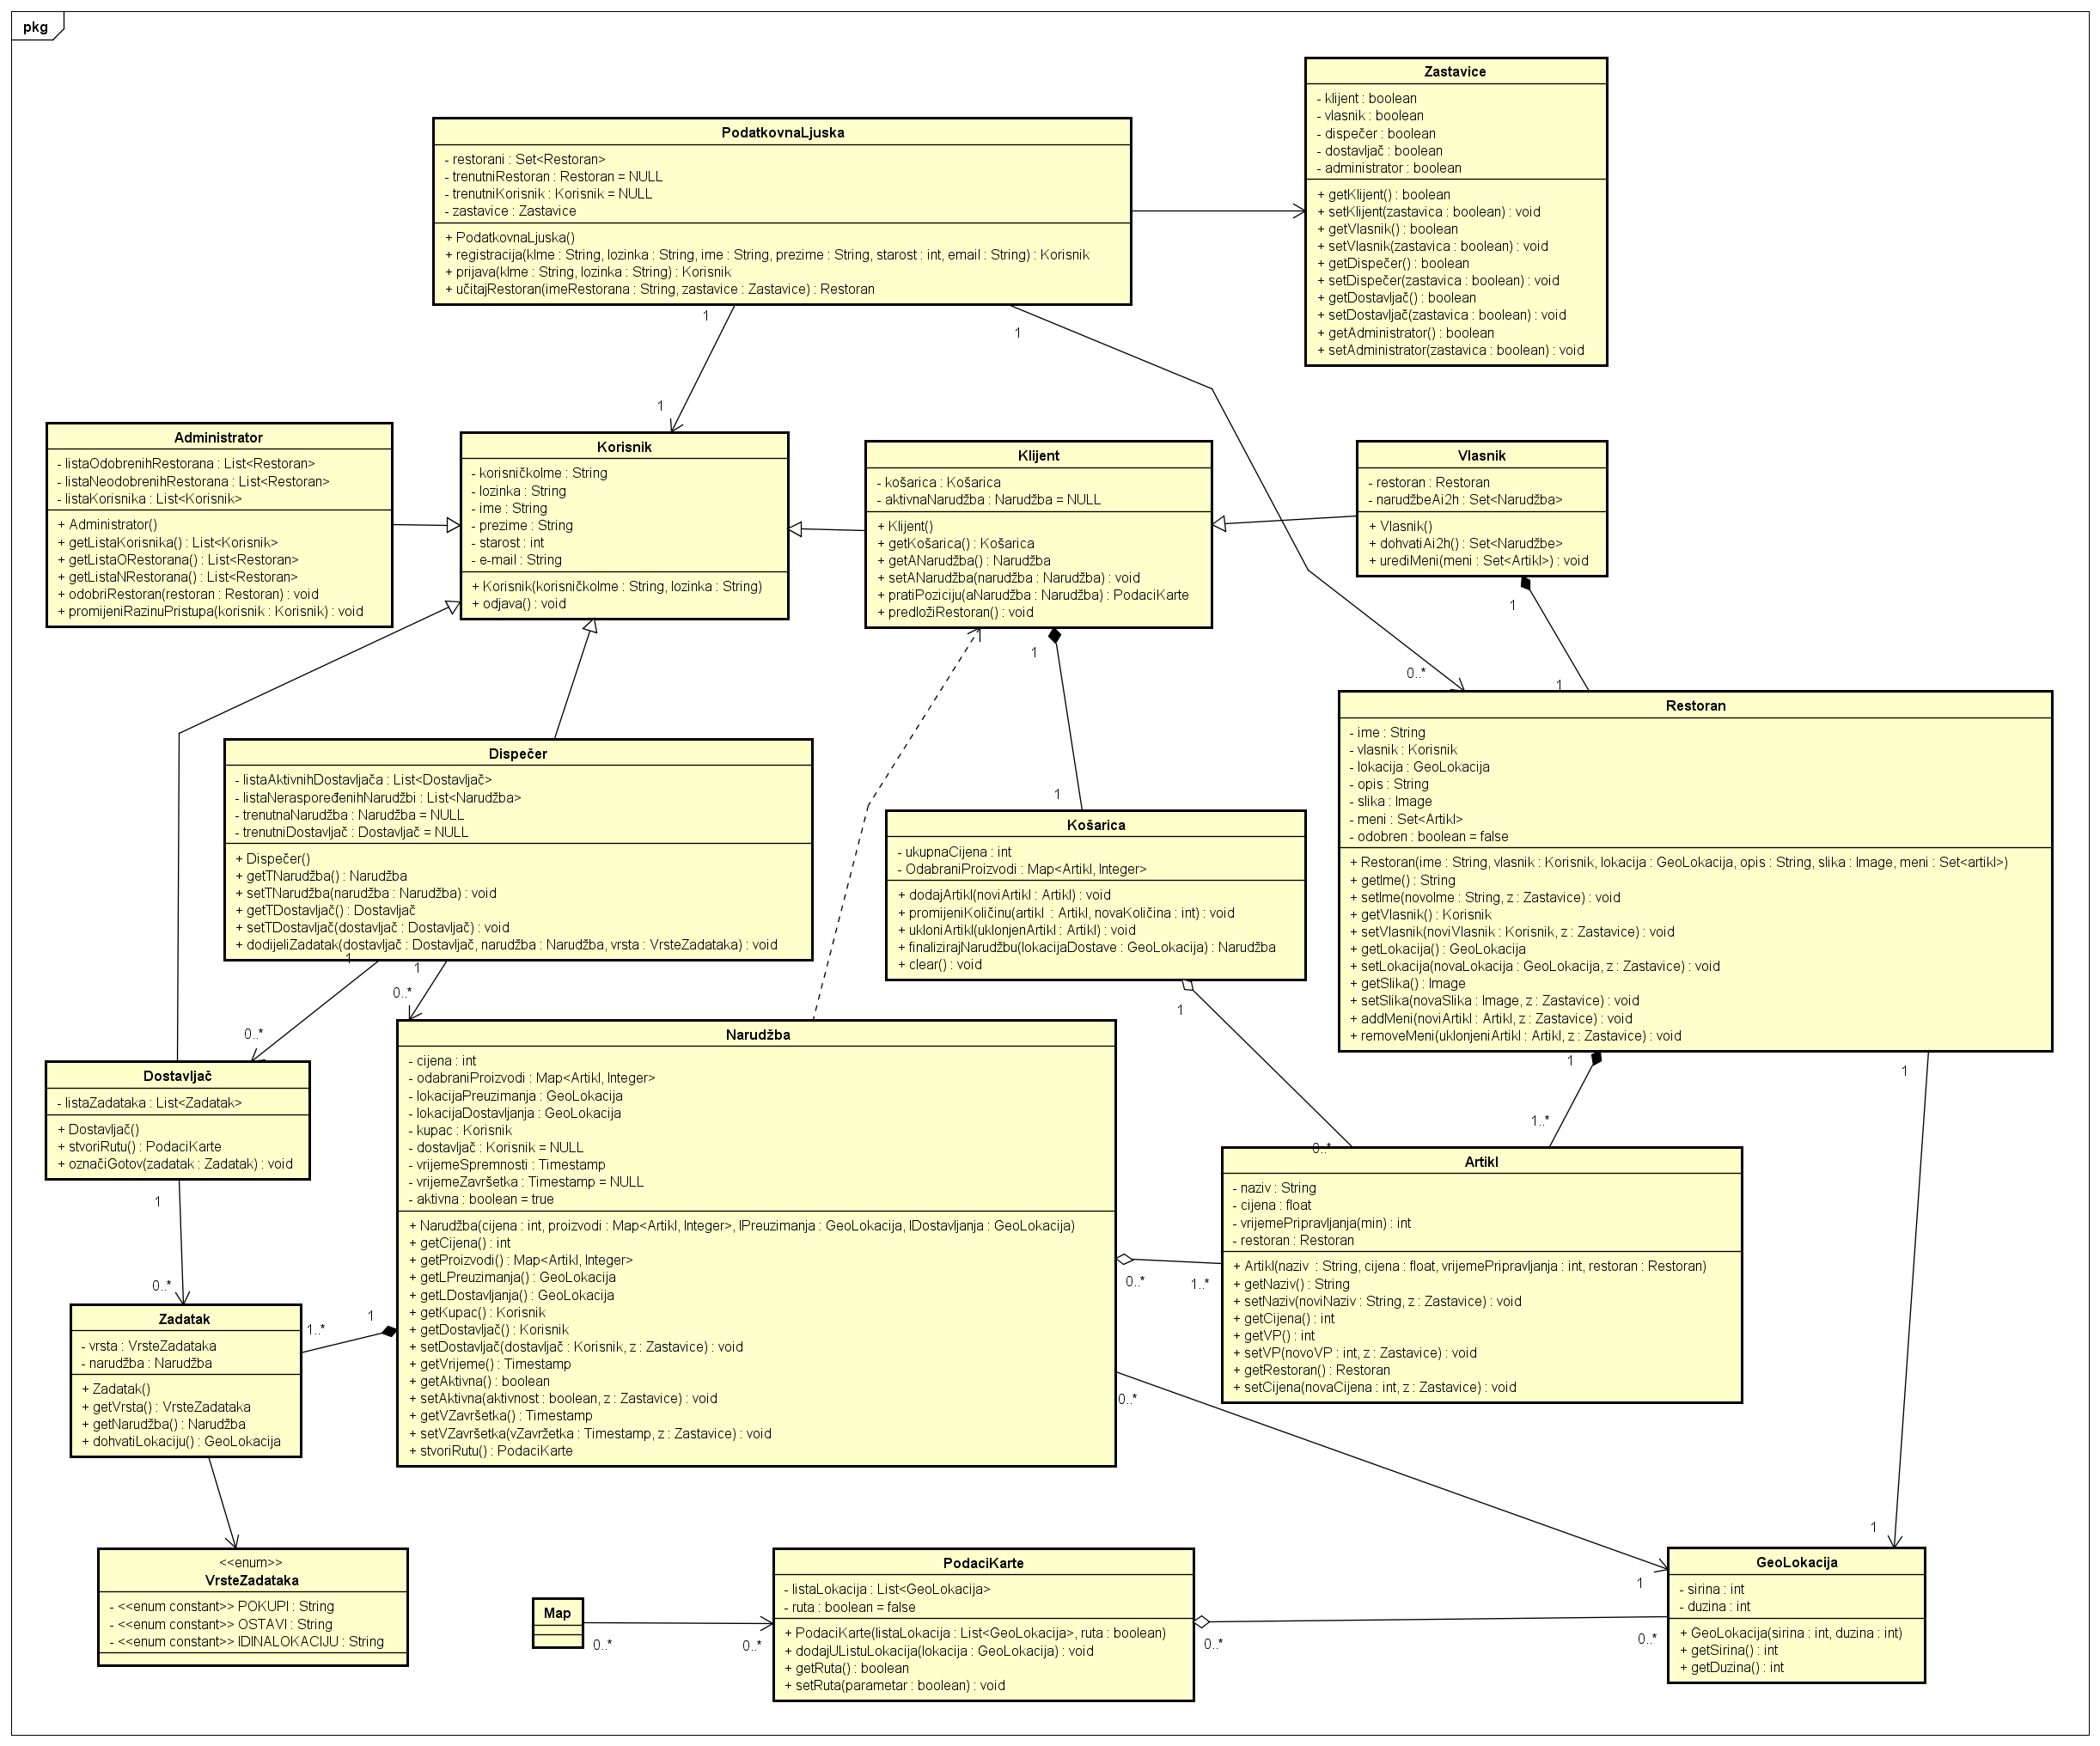 pkg
Zastavice
- klijent : boolean
- vlasnik : boolean
- dispečer : boolean
- dostavljač : boolean
- administrator : boolean
+ getKlijent() : boolean
+ setKlijent(zastavica : boolean) : void
+ getVlasnik() : boolean
+ setVlasnik(zastavica : boolean) : void
+ getDispečer() : boolean
+ setDispečer(zastavica : boolean) : void
+ getDostavljač() : boolean
+ setDostavljač(zastavica : boolean) : void
+ getAdministrator() : boolean
+ setAdministrator(zastavica : boolean) : void
PodatkovnaLjuska
- restorani : Set<Restoran>
- trenutniRestoran : Restoran = NULL
- trenutniKorisnik : Korisnik = NULL
- zastavice : Zastavice
+ PodatkovnaLjuska()
+ registracija(kIme : String, lozinka : String, ime : String, prezime : String, starost : int, email : String) : Korisnik
+ prijava(kIme : String, lozinka : String) : Korisnik
+ učitajRestoran(imeRestorana : String, zastavice : Zastavice) : Restoran
1
1
1
0..*
Administrator
- listaOdobrenihRestorana : List<Restoran>
- listaNeodobrenihRestorana : List<Restoran>
- listaKorisnika : List<Korisnik>
+ Administrator()
+ getListaKorisnika() : List<Korisnik>
+ getListaORestorana() : List<Restoran>
+ getListaNRestorana() : List<Restoran>
+ odobriRestoran(restoran : Restoran) : void
+ promijeniRazinuPristupa(korisnik : Korisnik) : void
Korisnik
- korisničkoIme : String
- lozinka : String
- ime : String
- prezime : String
- starost : int
- e-mail : String
+ Korisnik(korisničkoIme : String, lozinka : String)
+ odjava() : void
Klijent
- košarica : Košarica
- aktivnaNarudžba : Narudžba = NULL
+ Klijent()
+ getKošarica() : Košarica
+ getANarudžba() : Narudžba
+ setANarudžba(narudžba : Narudžba) : void
+ pratiPoziciju(aNarudžba : Narudžba) : PodaciKarte
+ predložiRestoran() : void
1
1
Vlasnik
- restoran : Restoran
- narudžbeAi2h : Set<Narudžba>
+ Vlasnik()
+ dohvatiAi2h() : Set<Narudžbe>
+ urediMeni(meni : Set<Artikl>) : void
1
1
Restoran
- ime : String
- vlasnik : Korisnik
- lokacija : GeoLokacija
- opis : String
- slika : Image
- meni : Set<Artikl>
- odobren : boolean = false
+ Restoran(ime : String, vlasnik : Korisnik, lokacija : GeoLokacija, opis : String, slika : Image, meni : Set<artikl>)
+ getIme() : String
+ setIme(novoIme : String, z : Zastavice) : void
+ getVlasnik() : Korisnik
+ setVlasnik(noviVlasnik : Korisnik, z : Zastavice) : void
+ getLokacija() : GeoLokacija
+ setLokacija(novaLokacija : GeoLokacija, z : Zastavice) : void
+ getSlika() : Image
+ setSlika(novaSlika : Image, z : Zastavice) : void
+ addMeni(noviArtikl : Artikl, z : Zastavice) : void
+ removeMeni(uklonjeniArtikl : Artikl, z : Zastavice) : void
1
1..*
1
1
Dispečer
- listaAktivnihDostavljača : List<Dostavljač>
- listaNeraspoređenihNarudžbi : List<Narudžba>
- trenutnaNarudžba : Narudžba = NULL
- trenutniDostavljač : Dostavljač = NULL
+ Dispečer()
+ getTNarudžba() : Narudžba
+ setTNarudžba(narudžba : Narudžba) : void
+ getTDostavljač() : Dostavljač
+ setTDostavljač(dostavljač : Dostavljač) : void
+ dodijeliZadatak(dostavljač : Dostavljač, narudžba : Narudžba, vrsta : VrsteZadataka) : void
1
1
0..*
0..*
Košarica
- ukupnaCijena : int
- OdabraniProizvodi : Map<Artikl, Integer>
+ dodajArtikl(noviArtikl : Artikl) : void
+ promijeniKoličinu(artikl : Artikl, novaKoličina : int) : void
+ ukloniArtikl(uklonjenArtikl : Artikl) : void
+ finalizirajNarudžbu(lokacijaDostave : GeoLokacija) : Narudžba
+ clear() : void
1
0..*
Dostavljač
- listaZadataka : List<Zadatak>
+ Dostavljač()
+ stvoriRutu() : PodaciKarte
+ označiGotov(zadatak : Zadatak) : void
1
0..*
Narudžba
- cijena : int
- odabraniProizvodi : Map<Artikl, Integer>
- lokacijaPreuzimanja : GeoLokacija
- lokacijaDostavljanja : GeoLokacija
- kupac : Korisnik
- dostavljač : Korisnik = NULL
- vrijemeSpremnosti : Timestamp
- vrijemeZavršetka : Timestamp = NULL
- aktivna : boolean = true
+ Narudžba(cijena : int, proizvodi : Map<Artikl, Integer>, lPreuzimanja : GeoLokacija, lDostavljanja : GeoLokacija)
+ getCijena() : int
+ getProizvodi() : Map<Artikl, Integer>
+ getLPreuzimanja() : GeoLokacija
+ getLDostavljanja() : GeoLokacija
+ getKupac() : Korisnik
+ getDostavljač() : Korisnik
+ setDostavljač(dostavljač : Korisnik, z : Zastavice) : void
+ getVrijeme() : Timestamp
+ getAktivna() : boolean
+ setAktivna(aktivnost : boolean, z : Zastavice) : void
+ getVZavršetka() : Timestamp
+ setVZavršetka(vZavržetka : Timestamp, z : Zastavice) : void
+ stvoriRutu() : PodaciKarte
1
1..*
0..*
1..*
0..*
1
Artikl
- naziv : String
- cijena : float
- vrijemePripravljanja(min) : int
- restoran : Restoran
+ Artikl(naziv : String, cijena : float, vrijemePripravljanja : int, restoran : Restoran)
+ getNaziv() : String
+ setNaziv(noviNaziv : String, z : Zastavice) : void
+ getCijena() : int
+ getVP() : int
+ setVP(novoVP : int, z : Zastavice) : void
+ getRestoran() : Restoran
+ setCijena(novaCijena : int, z : Zastavice) : void
Zadatak
- vrsta : VrsteZadataka
- narudžba : Narudžba
+ Zadatak()
+ getVrsta() : VrsteZadataka
+ getNarudžba() : Narudžba
+ dohvatiLokaciju() : GeoLokacija
<<enum>>
VrsteZadataka
- <<enum constant>> POKUPI : String
- <<enum constant>> OSTAVI : String
- <<enum constant>> IDINALOKACIJU : String
Map
0..*
0..*
PodaciKarte
- listaLokacija : List<GeoLokacija>
- ruta : boolean = false
+ PodaciKarte(listaLokacija : List<GeoLokacija>, ruta : boolean)
+ dodajUListuLokacija(lokacija : GeoLokacija) : void
+ getRuta() : boolean
+ setRuta(parametar : boolean) : void
0..*
0..*
GeoLokacija
- sirina : int
- duzina : int
+ GeoLokacija(sirina : int, duzina : int)
+ getSirina() : int
+ getDuzina() : int